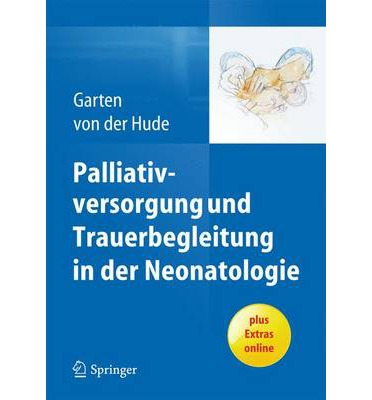 Garten
von der Hude
Palliativ-
versorgung und
Trauerbegleitung
in der Neonatologie
plus
Extras
online
Springer